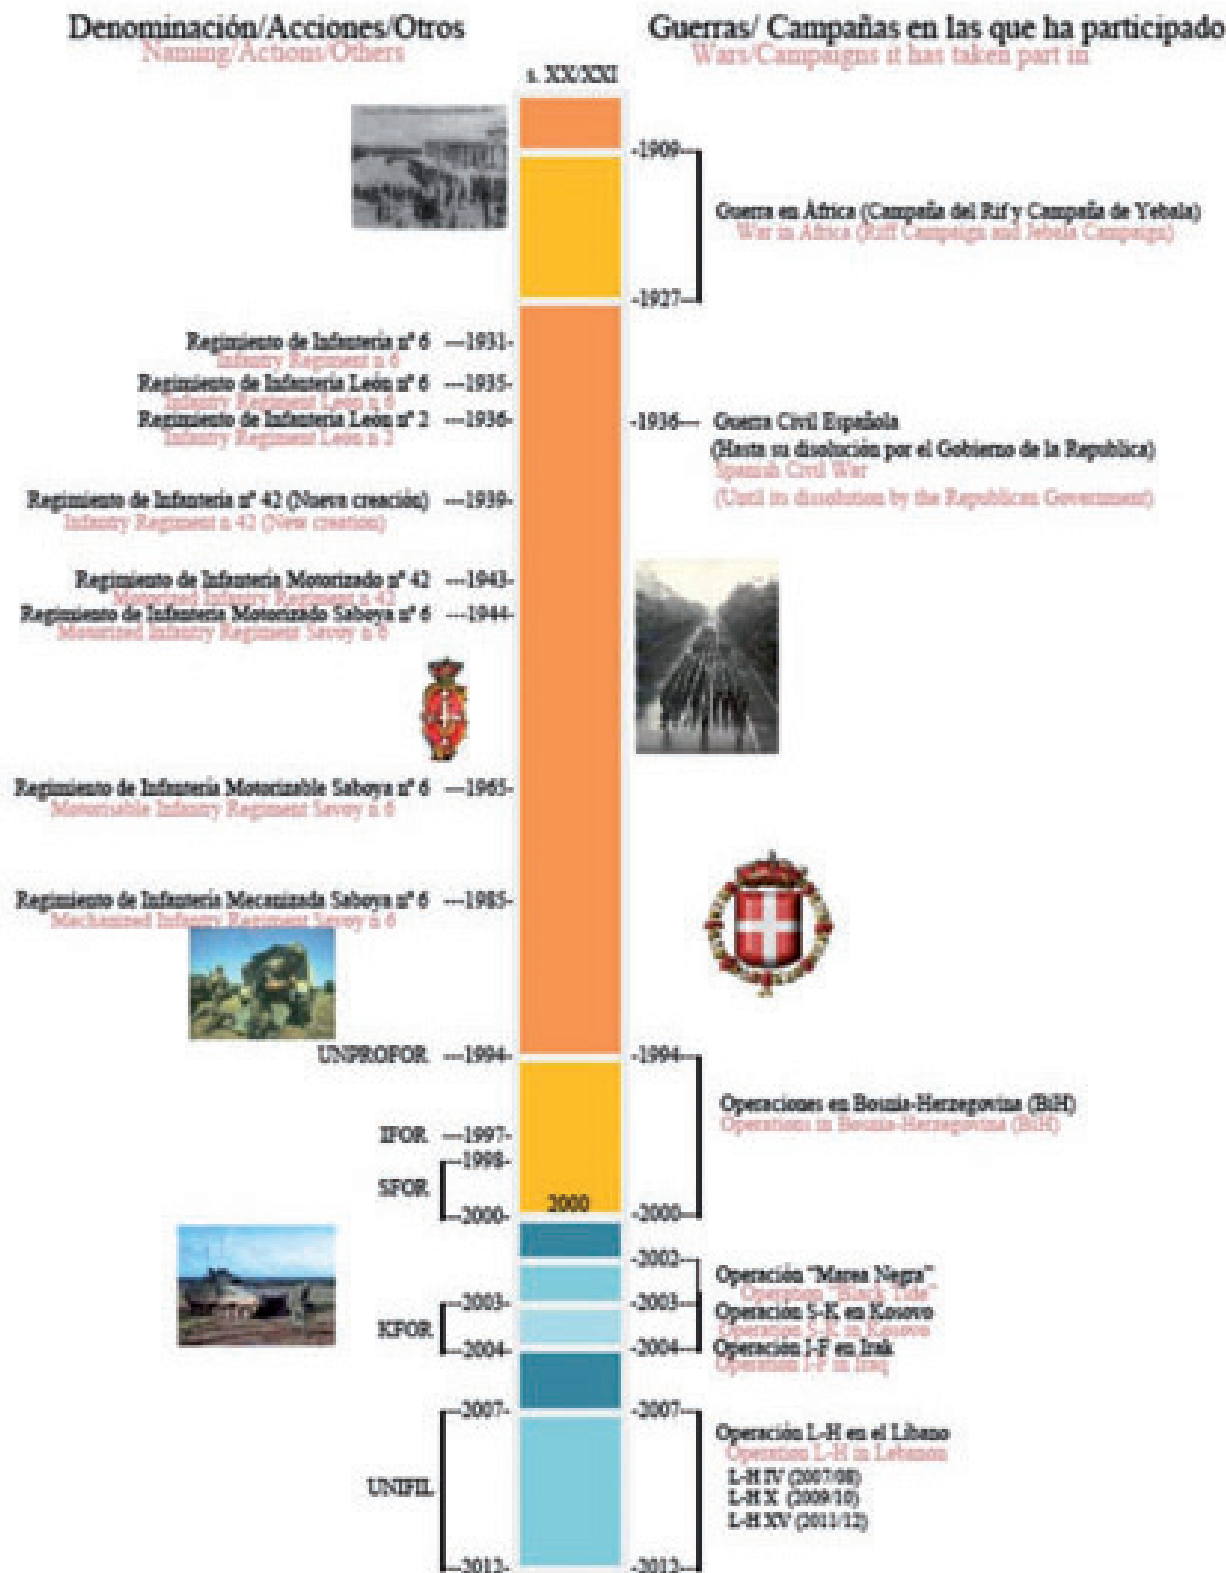 Denominación/Acciones/Otros
Naming/Actions/Others
Guerras/ Campañas en las que ha participado
Wars/Campaigns it has taken part in
s. XX/XXI
-1909-
Guerra en África (Campaña del Rif y Campaña de Yebala)
War in Africa (Riff Campaign and Jebala Campaign)
-1927-
Regimiento de Infantería nº 6 ---1931-
Infantry Regiment n 6
Regimiento de Infantería León nº 6 ---1935-
Infantry Regiment León n 6
Regimiento de Infantería León nº 2 ---1936-
Infantry Regiment León n 2
-1936--- Guerra Civil Española
(Hasta su disolución por el Gobierno de la Republica)
Spanish Civil War
(Until its dissolution by the Republican Government)
Regimiento de Infantería nº 42 (Nueva creación) ---1939-
Infantry Regiment n 42 (New creation)
Regimiento de Infantería Motorizado nº 42 ---1943-
Motorized Infantry Regiment n 42
Regimiento de Infantería Motorizado Saboya nº 6 ---1944-
Motorized Infantry Regiment Savoy n 6
Regimiento de Infantería Motorizable Saboya nº 6 ---1965-
Motorisable Infantry Regiment Savoy n 6
Regimiento de Infantería Mecanizada Saboya nº 6 ---1985-
Mechanized Infantry Regiment Savoy n 6
UNPROFOR ---1994-
-1994-
Operaciones en Bosnia-Herzegovina (BiH)
Operations in Bosnia-Herzegovina (BiH)
IFOR ---1997-
---1998-
SFOR
---2000-
2000
-2000-
-2002-
Operación "Marea Negra"
Operation "Black Tide"
---2003-
-2003-
Operación S-K en Kosovo
Operation S-K in Kosovo
KFOR
---2004-
-2004-
Operación I-F en Irak
Operation I-F in Iraq
---2007-
-2007-
Operación L-H en el Líbano
Operation L-H in Lebanon
L-H IV (2007/08)
L-H X (2009/10)
L-H XV (2011/12)
UNIFIL
---2012-
-2012-